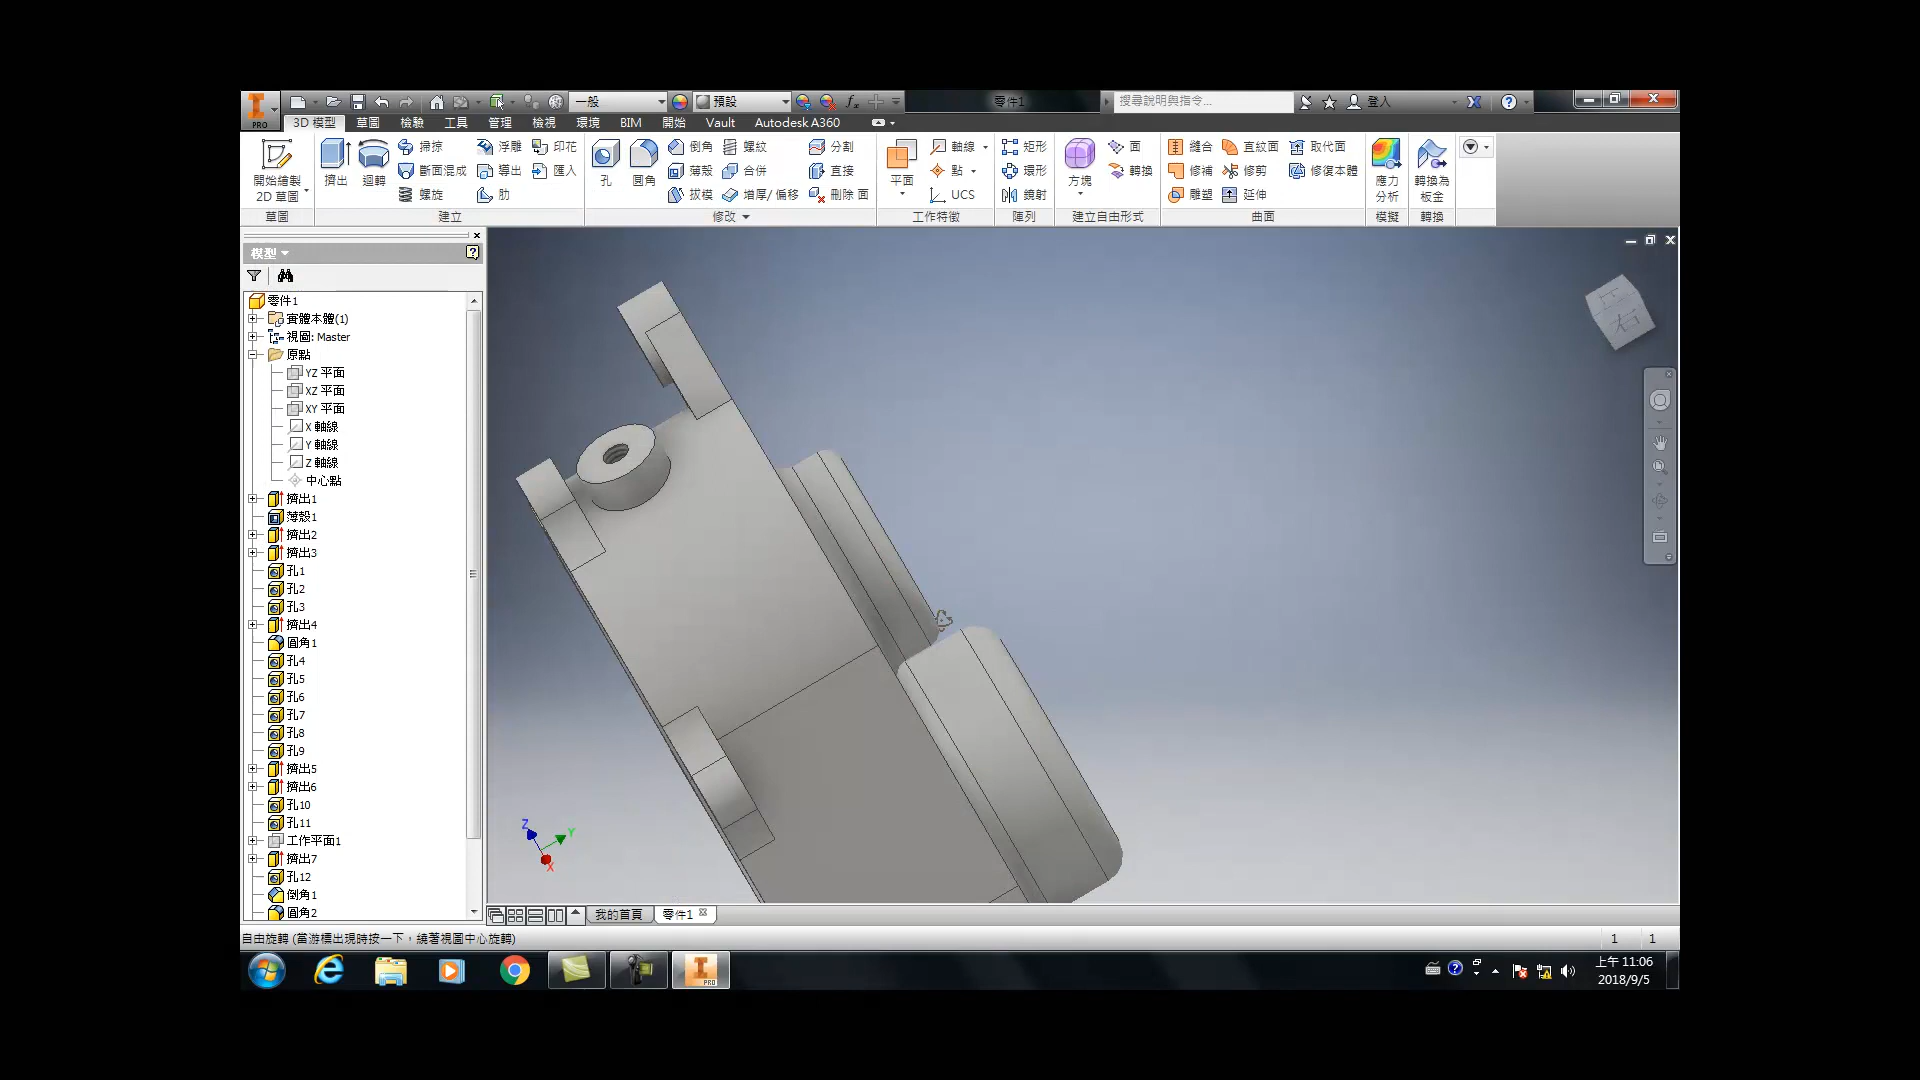 PRO
一般
預設
零件1
搜尋說明與指令...
登入
3D 模型
草圖
檢驗
工具
管理
檢視
環境
BIM
開始
Vault
Autodesk A360
開始繪製
2D 草圖
擠出
迴轉
掃掠
斷面混成
螺旋
浮雕
導出
肋
印花
匯入
孔
圓角
倒角
薄殼
拔模
螺紋
合併
增厚/ 偏移
分割
直接
刪除 面
平面
軸線
點
UCS
矩形
環形
鏡射
方塊
面
轉換
縫合
修補
雕塑
直紋面
修剪
延伸
取代面
修復本體
應力
分析
轉換為
板金
草圖
建立
修改
工作特徵
陣列
建立自由形式
曲面
模擬
轉換
模型
零件1
實體本體(1)
視圖: Master
原點
YZ 平面
XZ 平面
XY 平面
X 軸線
Y 軸線
Z 軸線
中心點
擠出1
薄殼1
擠出2
擠出3
孔1
孔2
孔3
擠出4
圓角1
孔4
孔5
孔6
孔7
孔8
孔9
擠出5
擠出6
孔10
孔11
工作平面1
擠出7
孔12
倒角1
圓角2
上
右
Z
Y
X
我的首頁
零件1
自由旋轉 (當游標出現時按一下，繞著視圖中心旋轉)
1
1
PRO
上午 11:06
2018/9/5